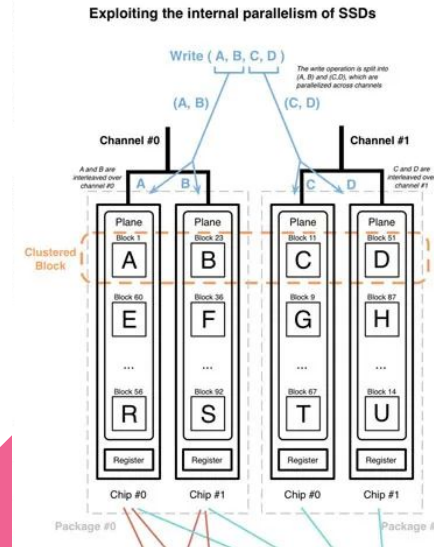 Exploiting the internal parallelism of SSDs
Write ( A, B, C, D )
The write operation is split into
(A, B) and (C,D), which are
parallelized across channels
(A, B)
(C, D)
Channel #0
Channel #1
A and B are
interleaved over
channel #0
A
B
C
D
C and D are
interleaved over
channel #1
Plane
Plane
Plane
Plane
Clustered
Block
Block 1
Block 23
Block 11
Block 51
A
B
C
D
Block 60
Block 36
Block 9
Block 87
E
F
G
H
...
...
...
...
Block 56
Block 92
Block 67
Block 14
R
S
T
U
Register
Register
Register
Register
Chip #0
Chip #1
Chip #0
Chip #1
Package #0
Package #